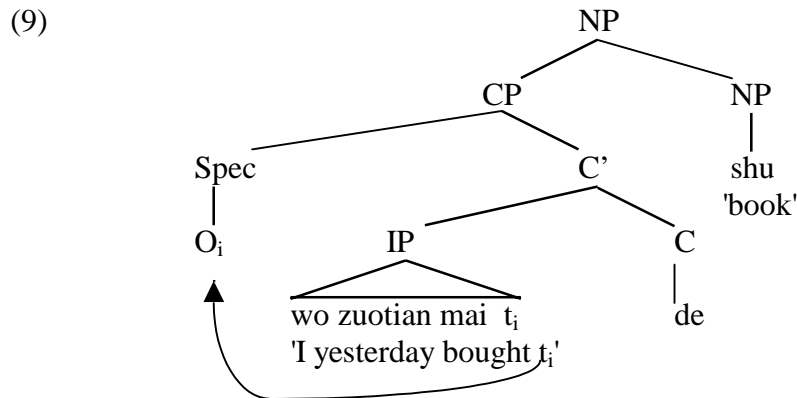 (9) NP
CP NP
Spec C’ shu
'book'
Oi IP C
wo zuotian mai ti de
'I yesterday bought ti'